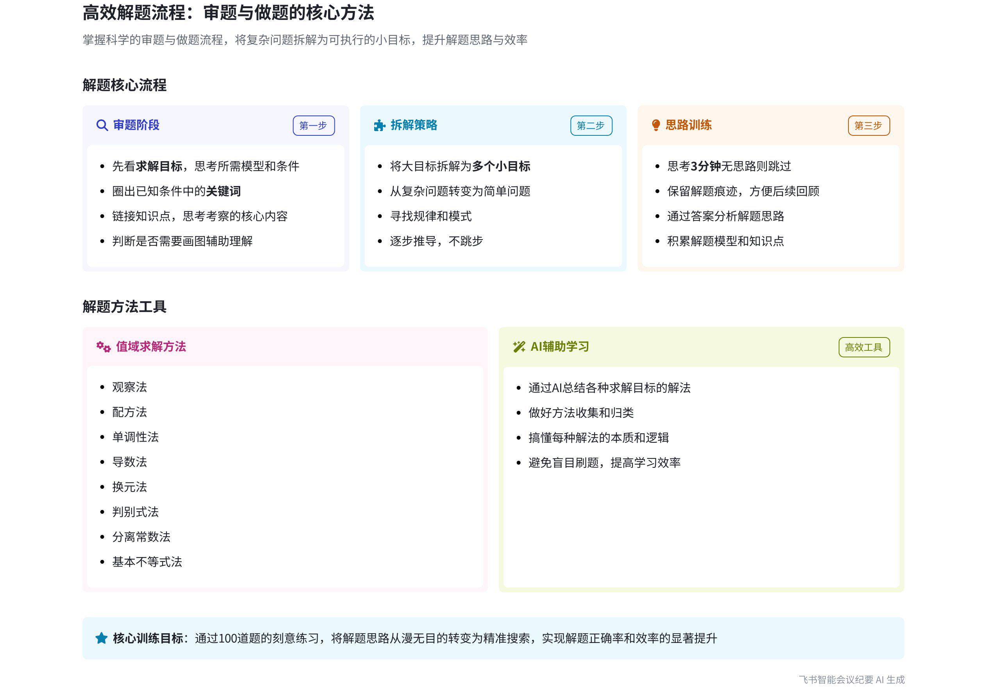 高效解题流程：审题与做题的核心方法
掌握科学的审题与做题流程，将复杂问题拆解为可执行的小目标，提升解题思路与效率
解题核心流程
审题阶段
第一步
先看求解目标，思考所需模型和条件
圈出已知条件中的关键词
链接知识点，思考考察的核心内容
判断是否需要画图辅助理解
拆解策略
第二步
将大目标拆解为多个小目标
从复杂问题转变为简单问题
寻找规律和模式
逐步推导，不跳步
思路训练
第三步
思考3分钟无思路则跳过
保留解题痕迹，方便后续回顾
通过答案分析解题思路
积累解题模型和知识点
解题方法工具
值域求解方法
观察法
配方法
单调性法
导数法
换元法
判别式法
分离常数法
基本不等式法
AI辅助学习
高效工具
通过AI总结各种求解目标的解法
做好方法收集和归类
搞懂每种解法的本质和逻辑
避免盲目刷题，提高学习效率
核心训练目标：通过100道题的刻意练习，将解题思路从漫无目的转变为精准搜索，实现解题正确率和效率的显著提升
飞书智能会议纪要 AI 生成